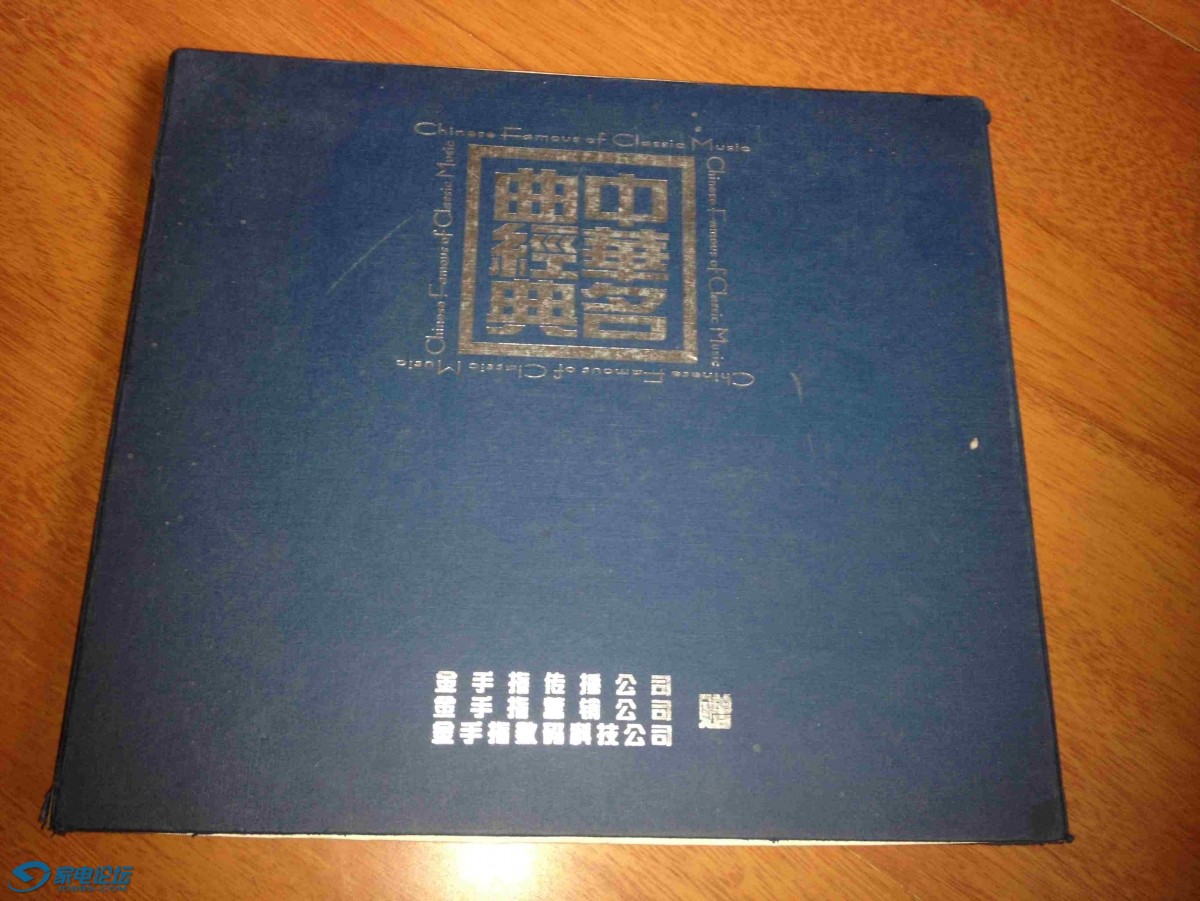 Chinese Famous of Classic Music
Chinese Famous of Classic Music
中華名
曲經典
Chinese Famous of Classic Music
Chinese Famous of Classic Music
金手指传播公司
金手指营销公司
金手指数码科技公司
赠
家电论坛